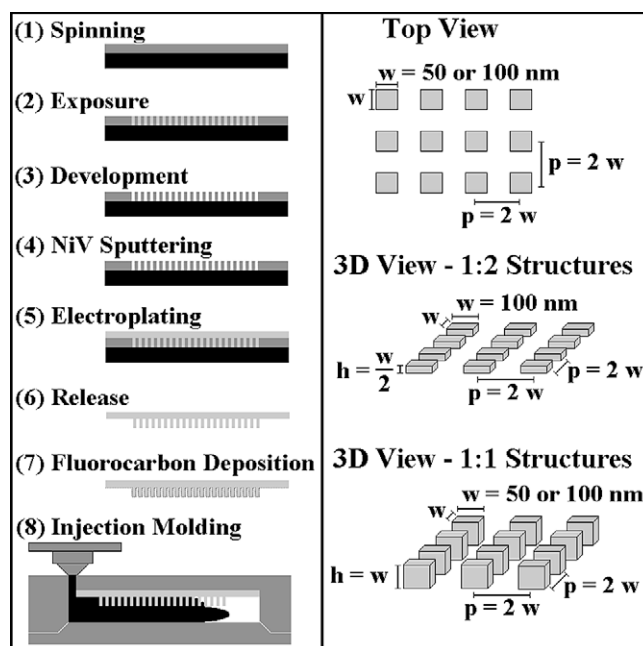 (1) Spinning
(2) Exposure
(3) Development
(4) NiV Sputtering
(5) Electroplating
(6) Release
(7) Fluorocarbon Deposition
(8) Injection Molding
Top View
w = 50 or 100 nm
w
p = 2 w
p = 2 w
3D View - 1:2 Structures
w = 100 nm
w
h = w/2
p = 2 w
p = 2 w
3D View - 1:1 Structures
w = 50 or 100 nm
w
h = w
p = 2 w
p = 2 w